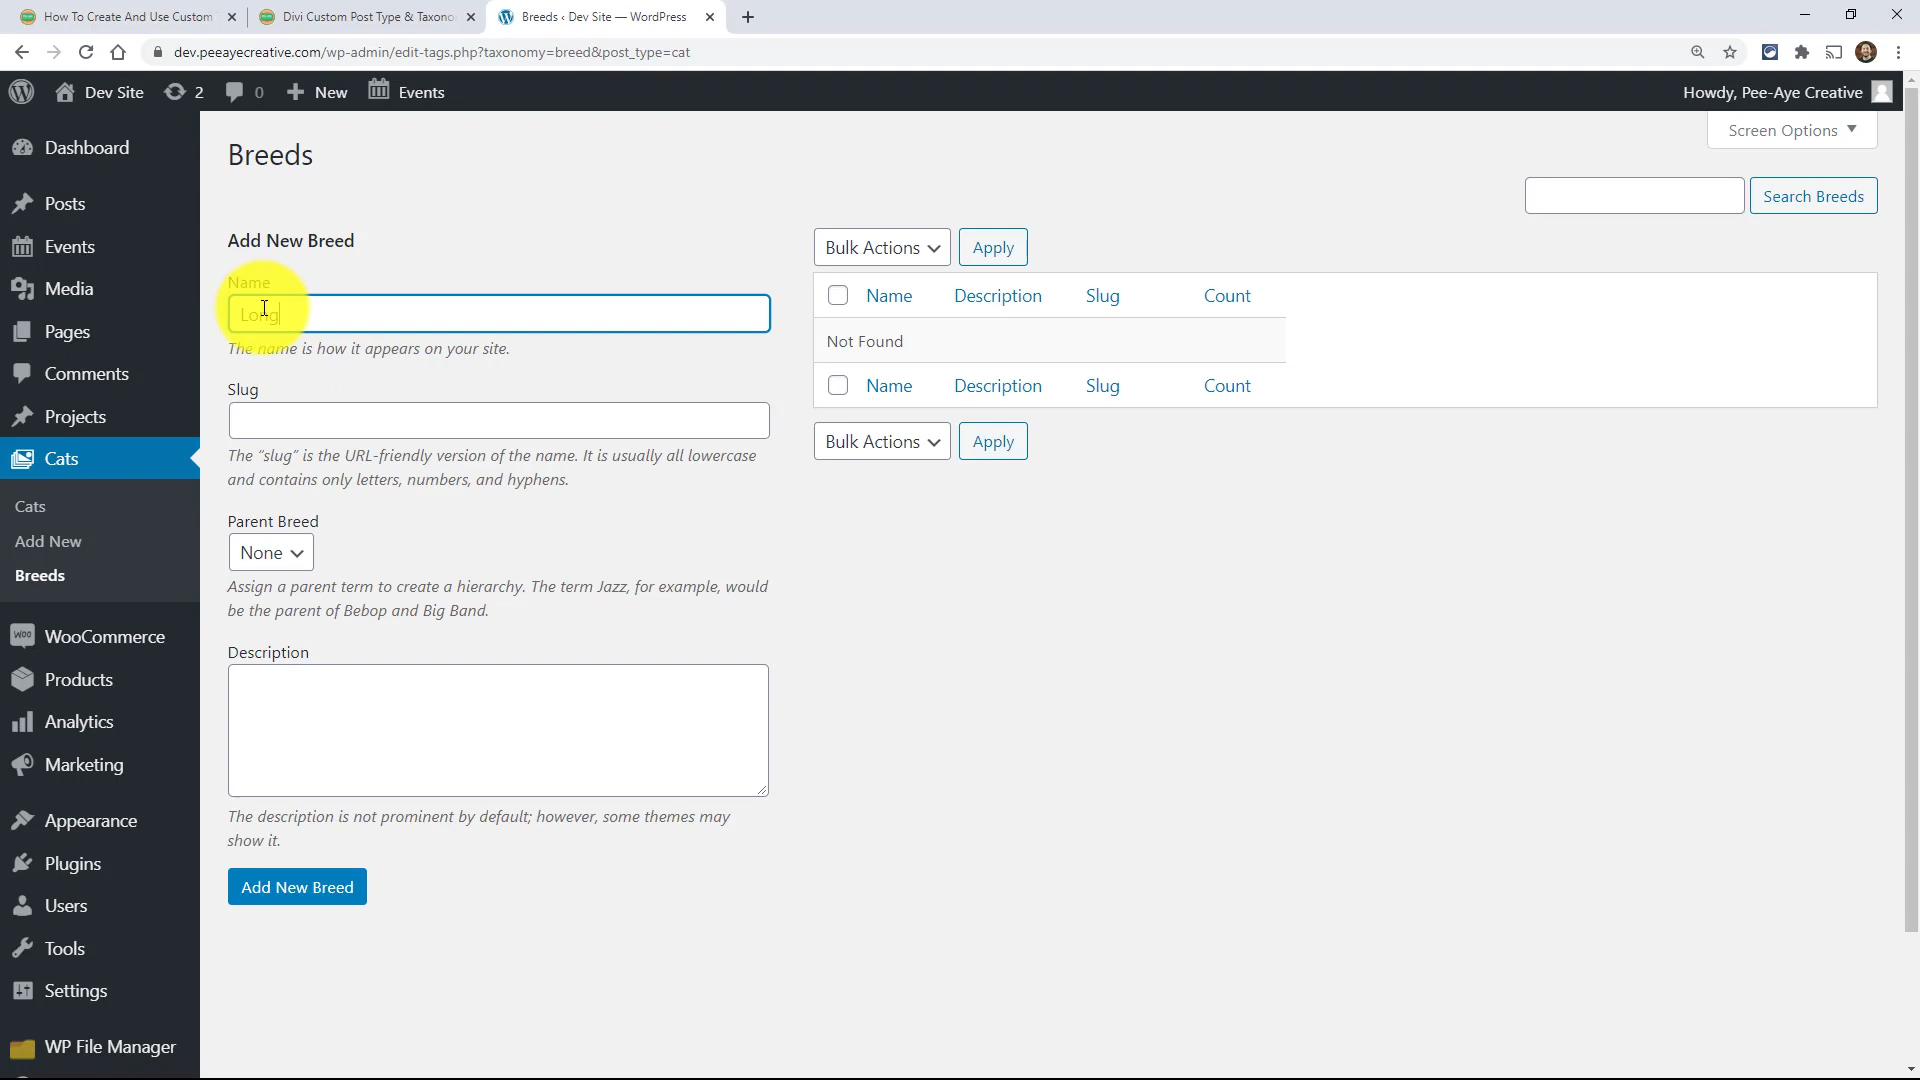 How To Create And Use Custom
Divi Custom Post Type & Taxono
Breeds ‹ Dev Site — WordPress
dev.peeayecreative.com/wp-admin/edit-tags.php?taxonomy=breed&post_type=cat
Dev Site 2 0 New Events
Howdy, Pee-Aye Creative
Screen Options
Dashboard
Posts
Events
Media
Pages
Comments
Projects
Cats
Cats
Add New
Breeds
WooCommerce
Products
Analytics
Marketing
Appearance
Plugins
Users
Tools
Settings
WP File Manager
Breeds
Search Breeds
Add New Breed
Name
Long
The name is how it appears on your site.
Slug
The “slug” is the URL-friendly version of the name. It is usually all lowercase
and contains only letters, numbers, and hyphens.
Parent Breed
None
Assign a parent term to create a hierarchy. The term Jazz, for example, would
be the parent of Bebop and Big Band.
Description
The description is not prominent by default; however, some themes may
show it.
Add New Breed
Bulk Actions Apply
Name Description Slug Count
Not Found
Name Description Slug Count
Bulk Actions Apply